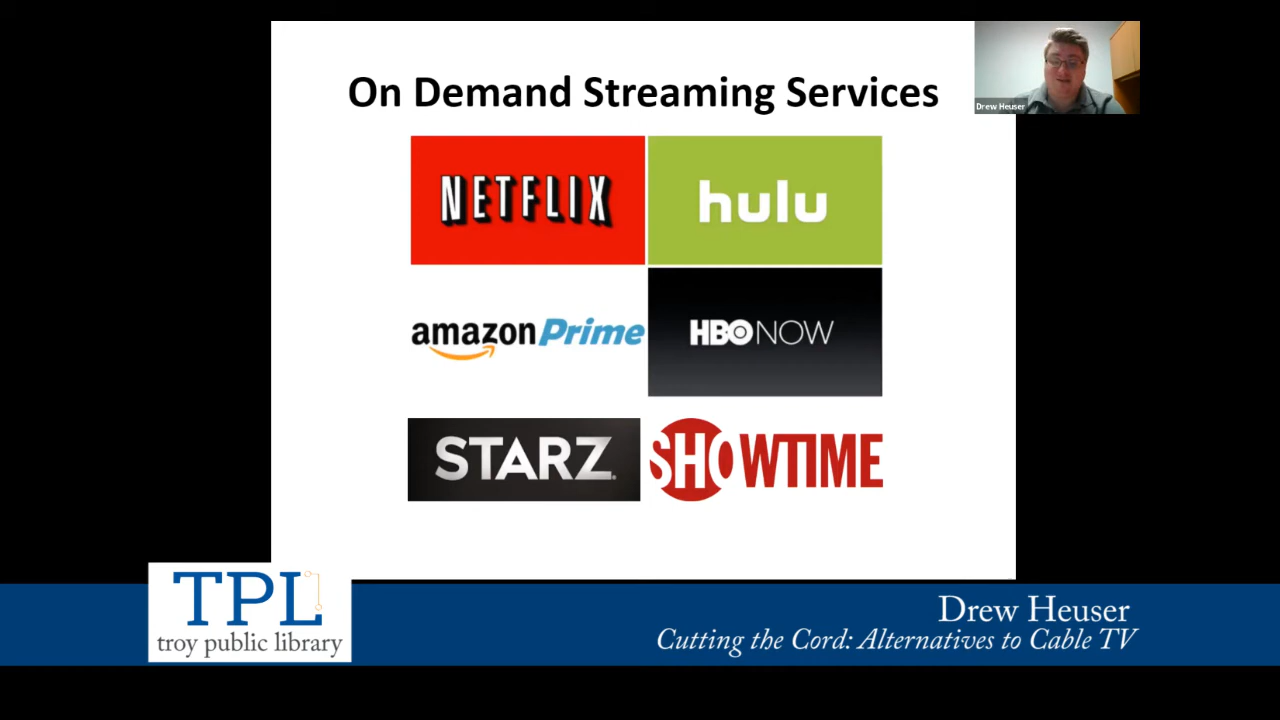 On Demand Streaming Services
Drew Heuser
NETFLIX
hulu
amazon Prime
HBO NOW
STARZ
SHOWTIME
TPL
troy public library
Drew Heuser
Cutting the Cord: Alternatives to Cable TV